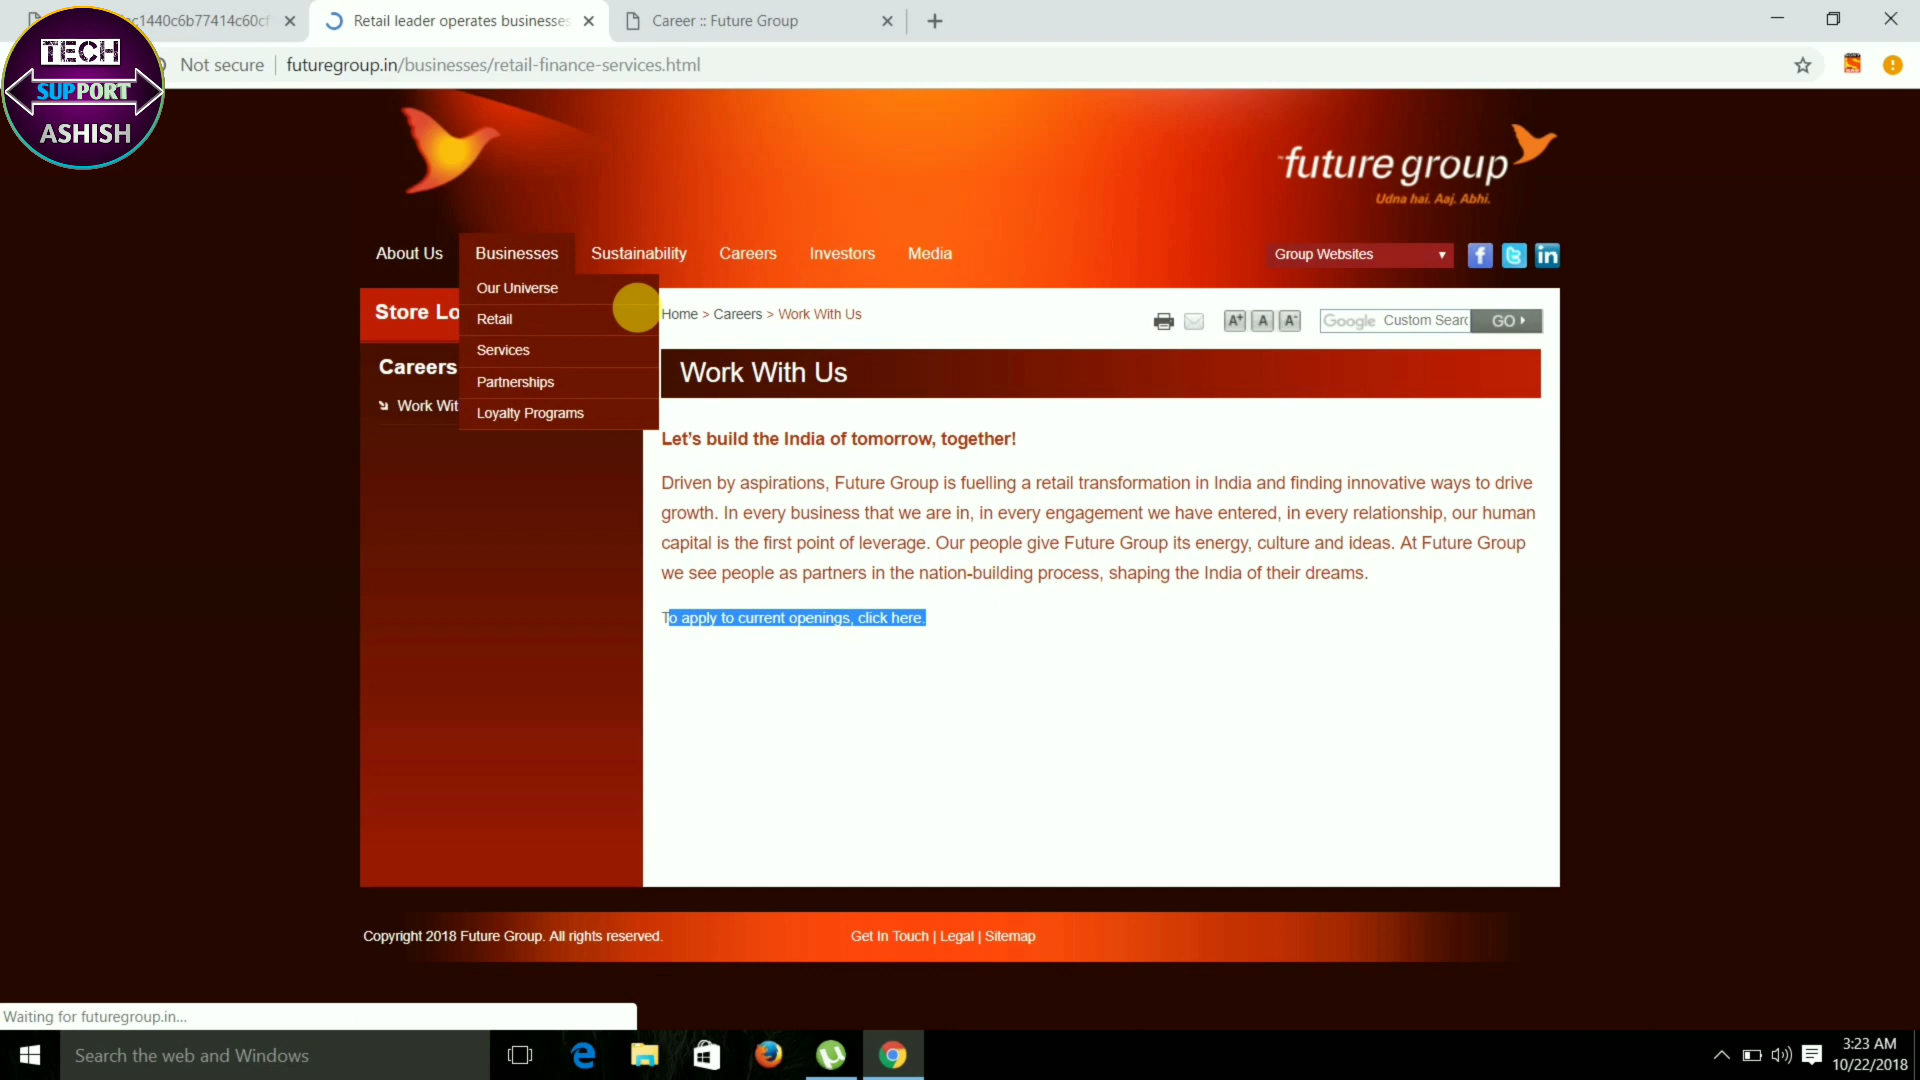 c1440c6b77414c60cf
Retail leader operates businesses
Career :: Future Group
TECH
SUPPORT
ASHISH
Not secure
futuregroup.in/businesses/retail-finance-services.html
future group
Udna hai. Aaj. Abhi.
About Us
Businesses
Sustainability
Careers
Investors
Media
Group Websites
Our Universe
Retail
Services
Partnerships
Loyalty Programs
Store Lo
Careers
Work Wit
Home > Careers > Work With Us
A+ A A-
Google Custom Searc
GO
Work With Us
Let's build the India of tomorrow, together!
Driven by aspirations, Future Group is fuelling a retail transformation in India and finding innovative ways to drive
growth. In every business that we are in, in every engagement we have entered, in every relationship, our human
capital is the first point of leverage. Our people give Future Group its energy, culture and ideas. At Future Group
we see people as partners in the nation-building process, shaping the India of their dreams.
To apply to current openings, click here.
Copyright 2018 Future Group. All rights reserved.
Get In Touch | Legal | Sitemap
Waiting for futuregroup.in...
Search the web and Windows
3:23 AM
10/22/2018